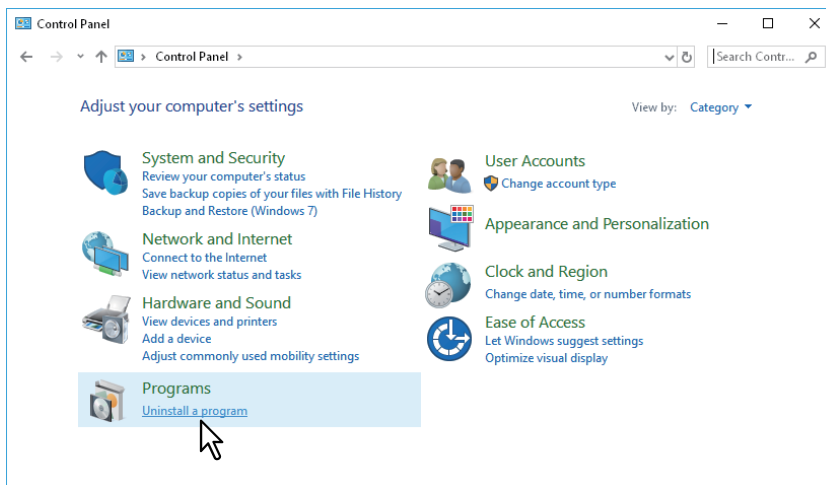 Control Panel
Control Panel
Search Contr...
Adjust your computer's settings
View by: Category
System and Security
Review your computer's status
Save backup copies of your files with File History
Backup and Restore (Windows 7)
Network and Internet
Connect to the Internet
View network status and tasks
Hardware and Sound
View devices and printers
Add a device
Adjust commonly used mobility settings
Programs
Uninstall a program
User Accounts
Change account type
Appearance and Personalization
Clock and Region
Change date, time, or number formats
Ease of Access
Let Windows suggest settings
Optimize visual display